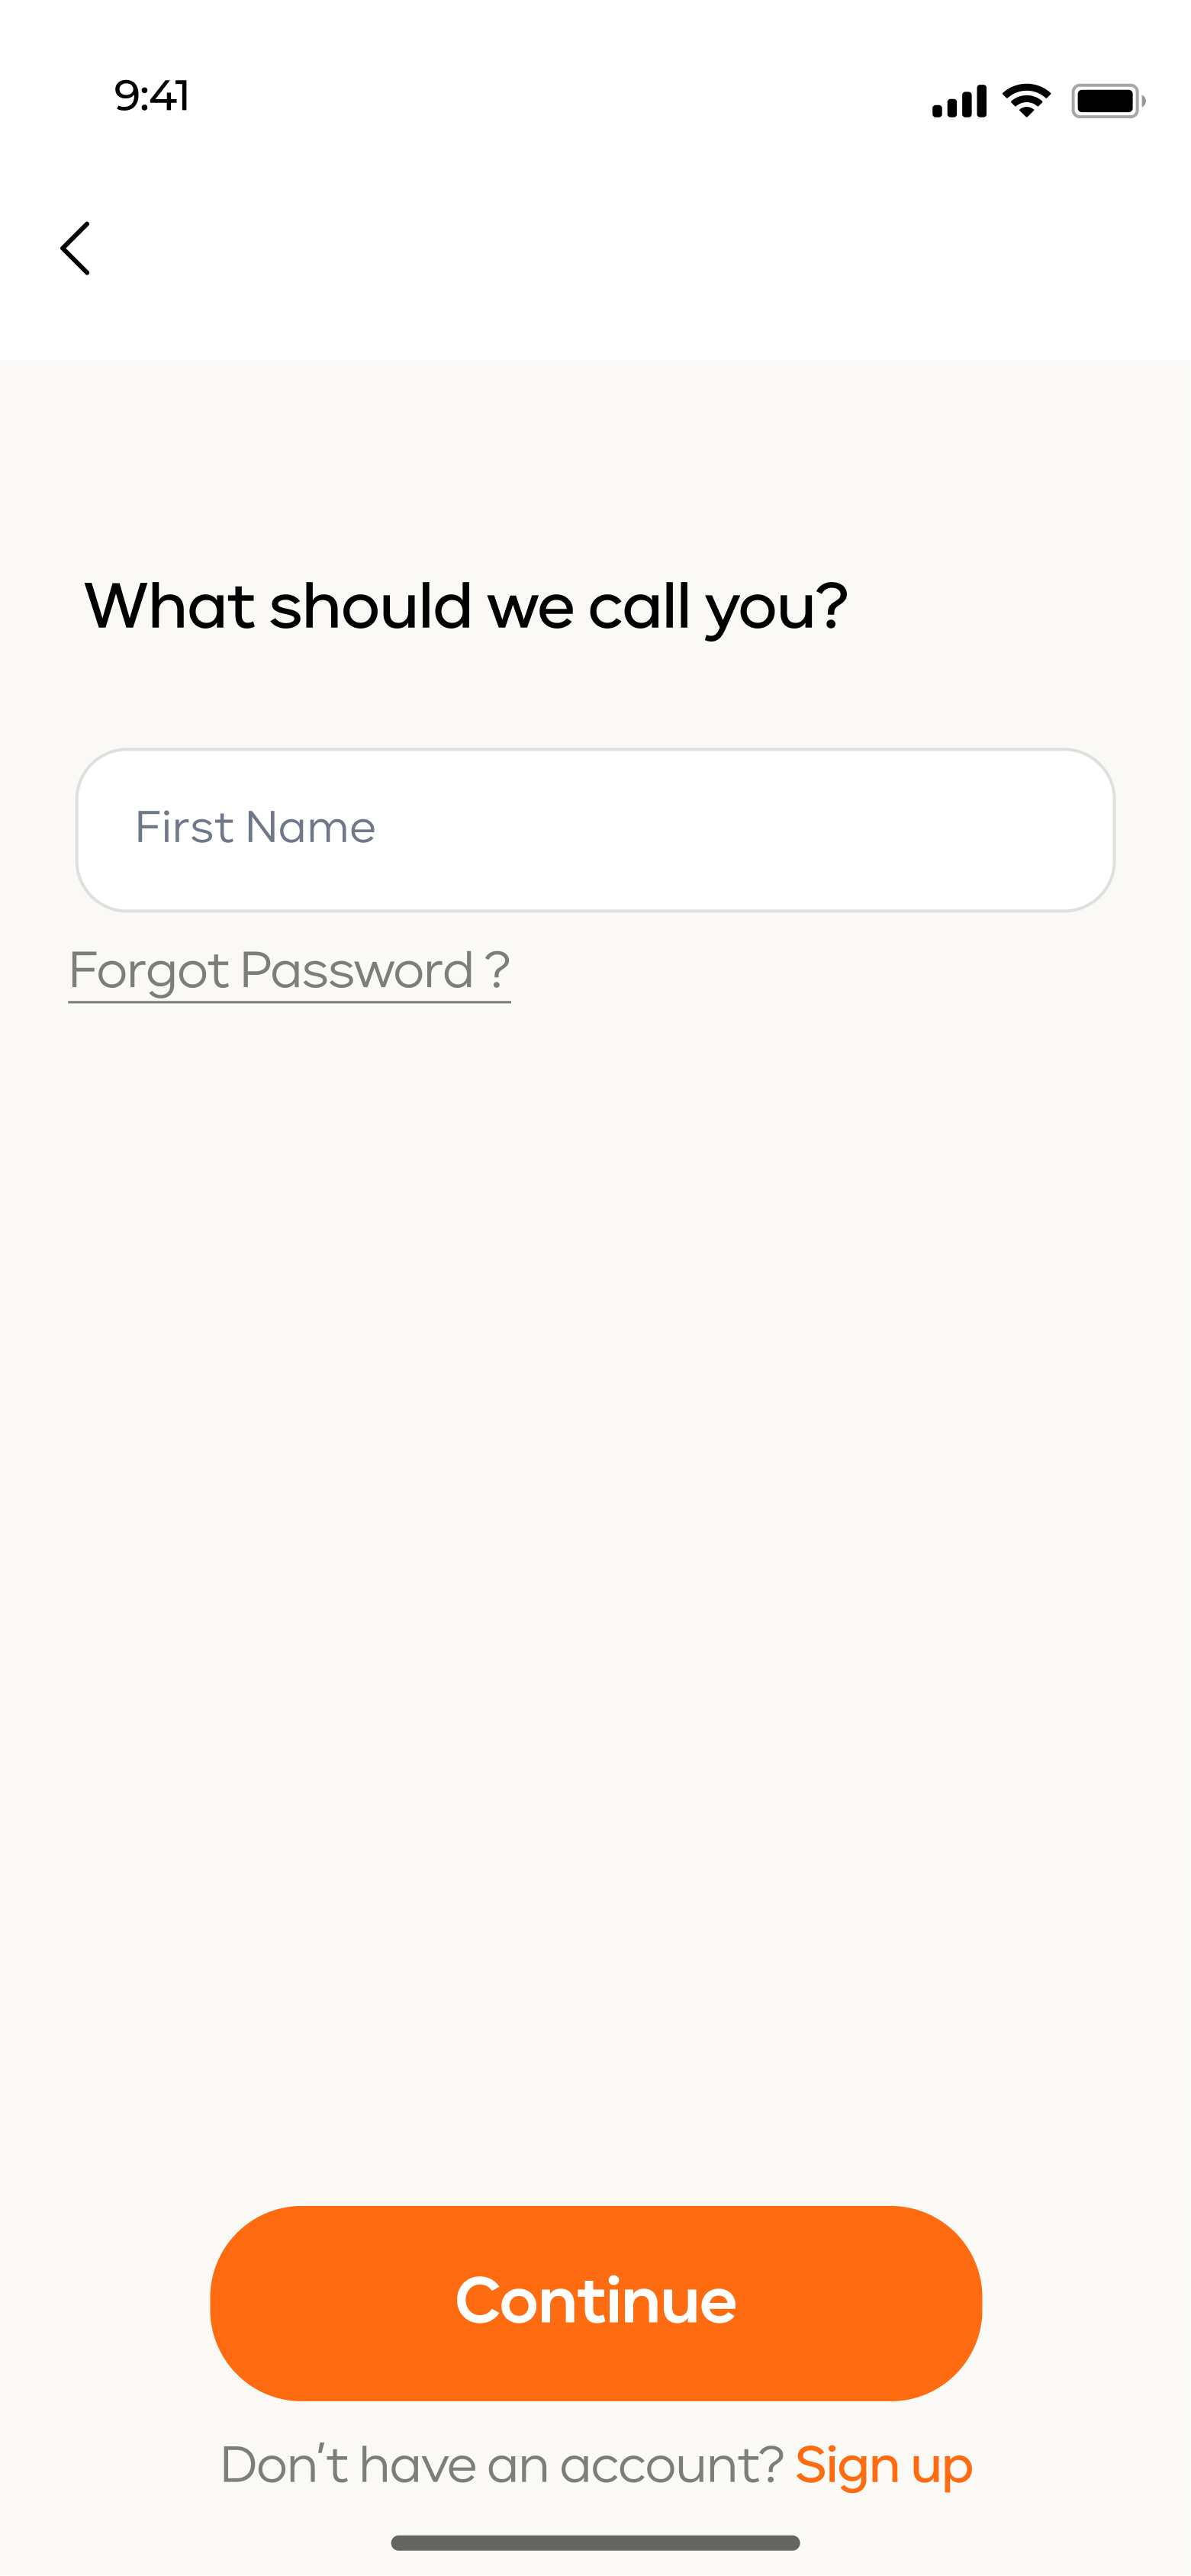 9:41
What should we call you?
First Name
Forgot Password ?
Continue
Don't have an account? Sign up